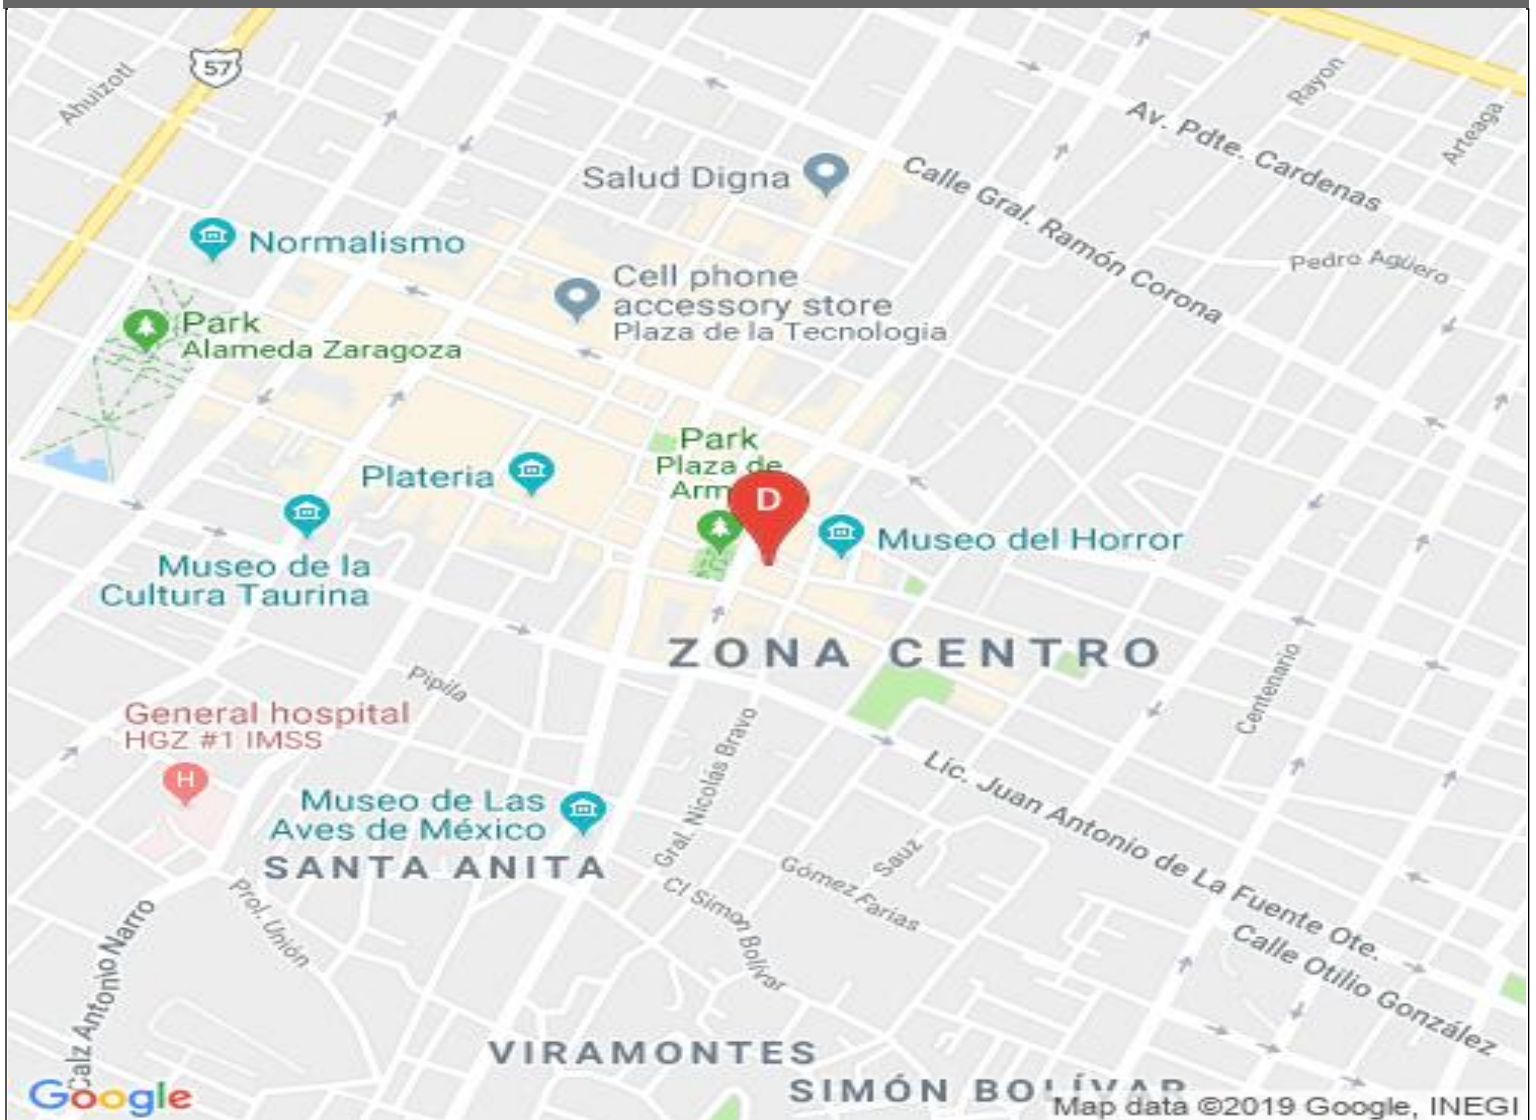 57
Ahuizotl
Rayon
Arteaga
Av. Pdte. Cardenas
Salud Digna
Calle Gral. Ramón Corona
Normalismo
Pedro Agüero
Cell phone
accessory store
Plaza de la Tecnologia
Park
Alameda Zaragoza
Park
Plaza de
Arm
D
Plateria
Museo del Horror
Museo de la
Cultura Taurina
ZONA CENTRO
Pipila
Centenario
General hospital
HGZ #1 IMSS
H
Gral. Nicolás Bravo
Lic. Juan Antonio de La Fuente Ote.
Museo de Las
Aves de México
SANTA ANITA
Sauz
Gómez Farias
Cl Simon Bolívar
Prol. Unión
Calz Antonio Narro
Calle Otilio González
VIRAMONTES
SIMÓN BOLÍVAR
Google
Map data ©2019 Google, INEGI